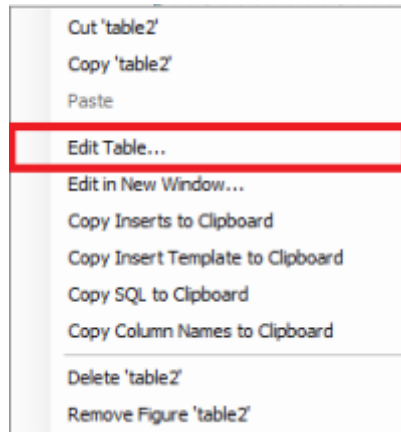 Cut 'table2'
Copy 'table2'
Paste
Edit Table...
Edit in New Window...
Copy Inserts to Clipboard
Copy Insert Template to Clipboard
Copy SQL to Clipboard
Copy Column Names to Clipboard
Delete 'table2'
Remove Figure 'table2'